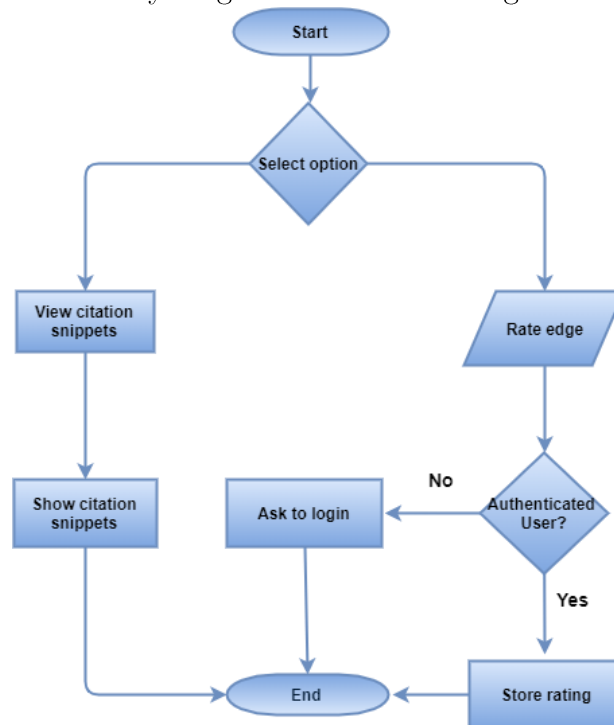 Start
Select option
View citation
snippets
Rate edge
Show citation
snippets
Ask to login
No
Authenticated
User?
Yes
End
Store rating